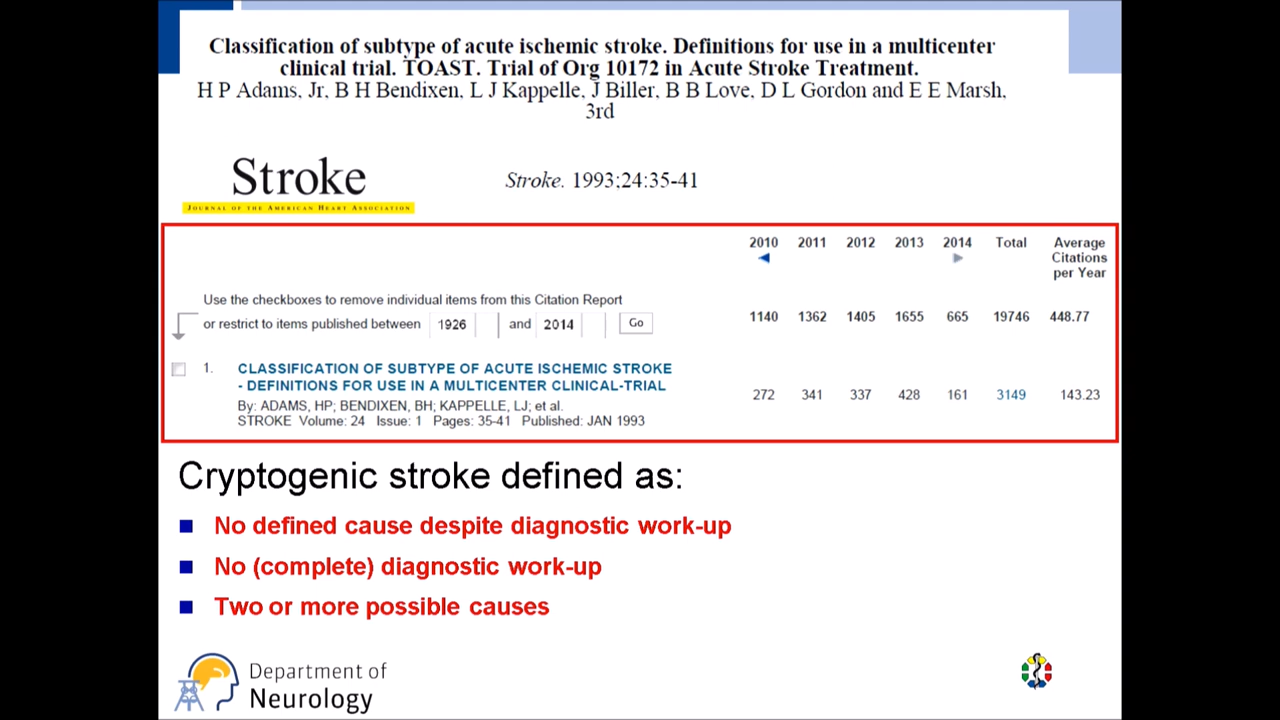 Classification of subtype of acute ischemic stroke. Definitions for use in a multicenter
clinical trial. TOAST. Trial of Org 10172 in Acute Stroke Treatment.
H P Adams, Jr, B H Bendixen, L J Kappelle, J Biller, B B Love, D L Gordon and E E Marsh,
3rd
Stroke
JOURNAL OF THE AMERICAN HEART ASSOCIATION
Stroke. 1993;24:35-41
2010 2011 2012 2013 2014 Total Average
Citations
per Year
Use the checkboxes to remove individual items from this Citation Report
or restrict to items published between 1926 and 2014 Go
1140 1362 1405 1655 665 19746 448.77
1. CLASSIFICATION OF SUBTYPE OF ACUTE ISCHEMIC STROKE
- DEFINITIONS FOR USE IN A MULTICENTER CLINICAL-TRIAL
By: ADAMS, HP; BENDIXEN, BH; KAPPELLE, LJ; et al.
STROKE Volume: 24 Issue: 1 Pages: 35-41 Published: JAN 1993
272 341 337 428 161 3149 143.23
Cryptogenic stroke defined as:
No defined cause despite diagnostic work-up
No (complete) diagnostic work-up
Two or more possible causes
Department of
Neurology